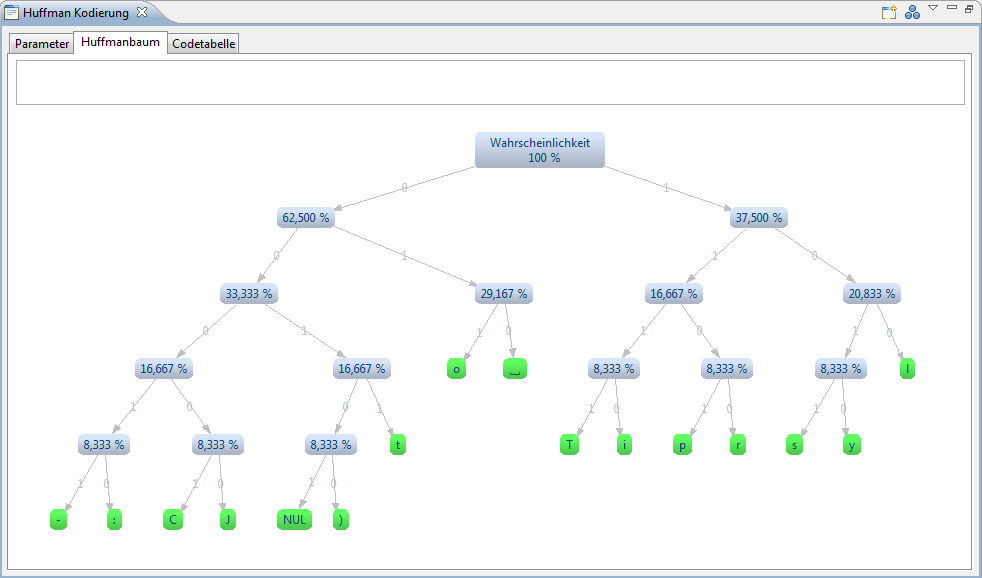 Huffman Kodierung
Parameter Huffmanbaum Codetabelle
Wahrscheinlichkeit
100 %
0 1
62,500 % 37,500 %
0 1 1 0
33,333 % 29,167 % 16,667 % 20,833 %
0 1 1 0 1 0 1 0
16,667 % 16,667 % o ⎵ 8,333 % 8,333 % 8,333 % l
1 0 0 1 1 0 1 0 1 0
8,333 % 8,333 % 8,333 % t T i p r s y
1 0 1 0 1 0
- : C J NUL )